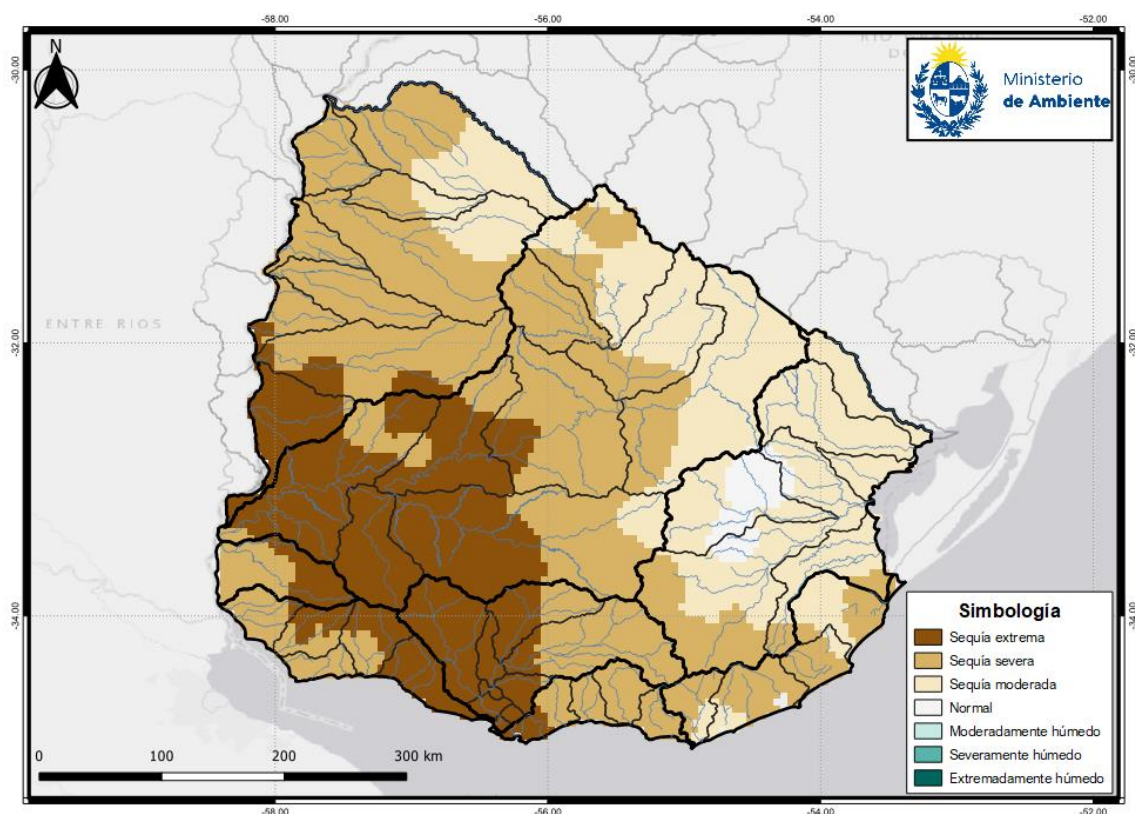 -58.00
-56.00
-54.00
-52.00
N
-30.00
-30.00
Ministerio
de Ambiente
ENTRE RIOS
-32.00
-32.00
-34.00
-34.00
Simbología
Sequía extrema
Sequía severa
Sequía moderada
Normal
Moderadamente húmedo
Severamente húmedo
Extremadamente húmedo
0
100
200
300 km
-58.00
-56.00
-54.00
-52.00